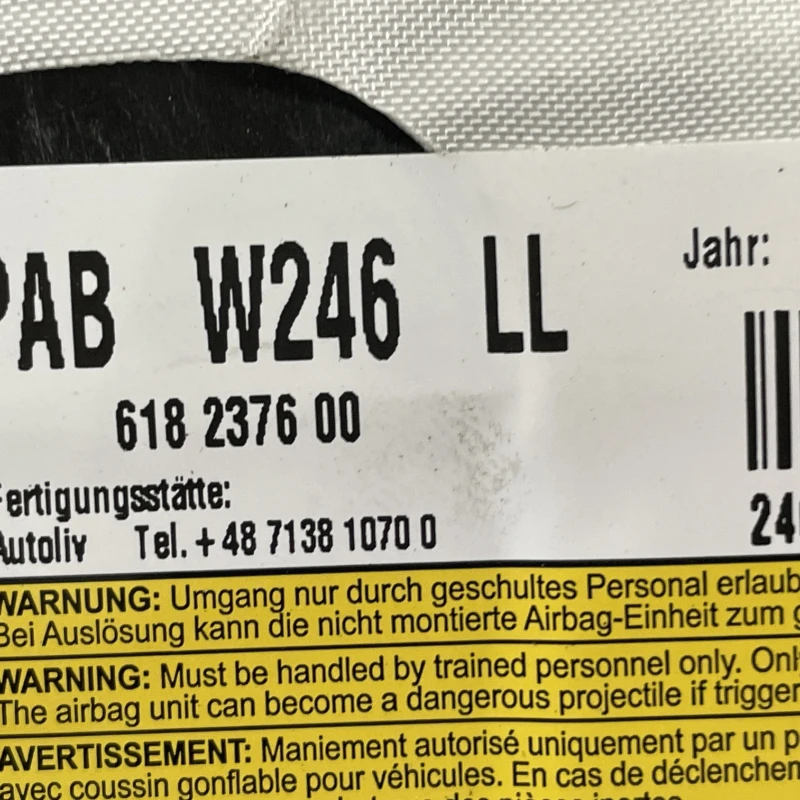 PAB W246 LL
Jahr:
618 2376 00
Fertigungsstätte:
Autoliv Tel. + 48 7138 1070 0
24
WARNUNG: Umgang nur durch geschultes Personal erlaub
Bei Auslösung kann die nicht montierte Airbag-Einheit zum g
WARNING: Must be handled by trained personnel only. Onl
The airbag unit can become a dangerous projectile if trigger
AVERTISSEMENT: Maniement autorisé uniquement par un p
avec coussin gonflable pour véhicules. En cas de déclenchem